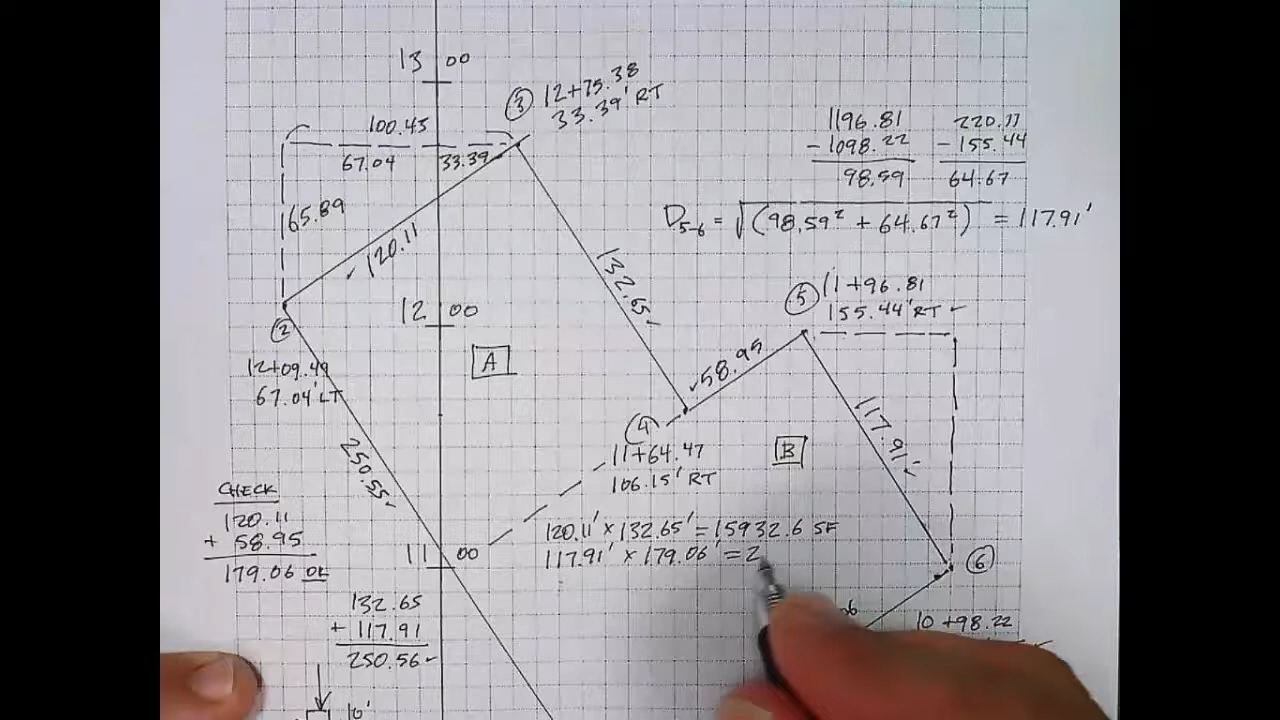 13 00
③ 12+75.38
33.39' RT
100.43
67.04 33.39
65.89
120.11
②
12+09.49
67.04' LT
12 00
A
132.65
1196.81
- 1098.22
98.59
220.11
- 155.44
64.67
D5-6 = √(98.59² + 64.67²) = 117.91'
⑤ 11+96.81
155.44' RT
58.95
④
11+64.47
106.15' RT
B
117.91'
250.55
CHECK
120.11
+ 58.95
179.06 OK
11 00
120.11' × 132.65' = 15932.6 SF
117.91' × 179.06' = 2
132.65
+ 117.91
250.56
⑥
10+98.22
10'